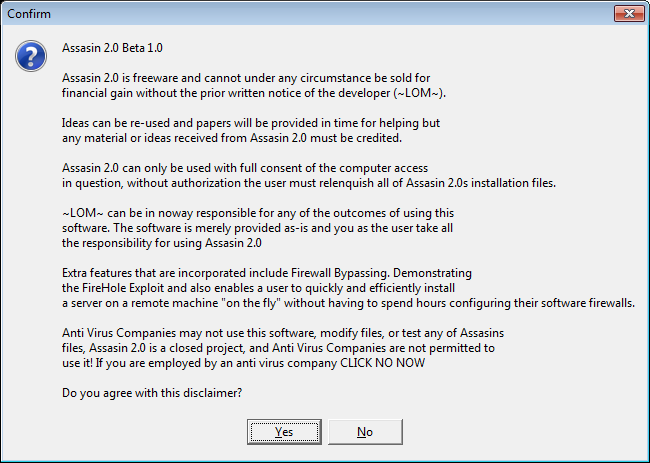 Confirm
Assasin 2.0 Beta 1.0
Assasin 2.0 is freeware and cannot under any circumstance be sold for
financial gain without the prior written notice of the developer (~LOM~).
Ideas can be re-used and papers will be provided in time for helping but
any material or ideas received from Assasin 2.0 must be credited.
Assasin 2.0 can only be used with full consent of the computer access
in question, without authorization the user must relenquish all of Assasin 2.0s installation files.
~LOM~ can be in noway responsible for any of the outcomes of using this
software. The software is merely provided as-is and you as the user take all
the responsibility for using Assasin 2.0
Extra features that are incorporated include Firewall Bypassing. Demonstrating
the FireHole Exploit and also enables a user to quickly and efficiently install
a server on a remote machine "on the fly" without having to spend hours configuring their software firewalls.
Anti Virus Companies may not use this software, modify files, or test any of Assasins
files, Assasin 2.0 is a closed project, and Anti Virus Companies are not permitted to
use it! If you are employed by an anti virus company CLICK NO NOW
Do you agree with this disclaimer?
Yes
No